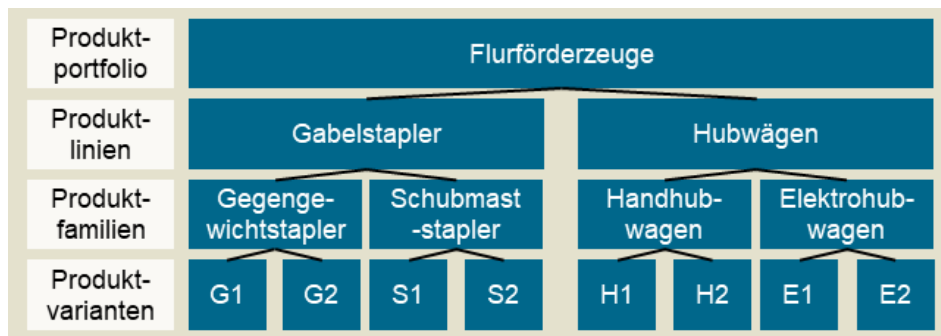 Produkt-
portfolio
Flurförderzeuge
Produkt-
linien
Gabelstapler
Hubwägen
Produkt-
familien
Gegenge-
wichtstapler
Schubmast
-stapler
Handhub-
wagen
Elektrohub-
wagen
Produkt-
varianten
G1
G2
S1
S2
H1
H2
E1
E2